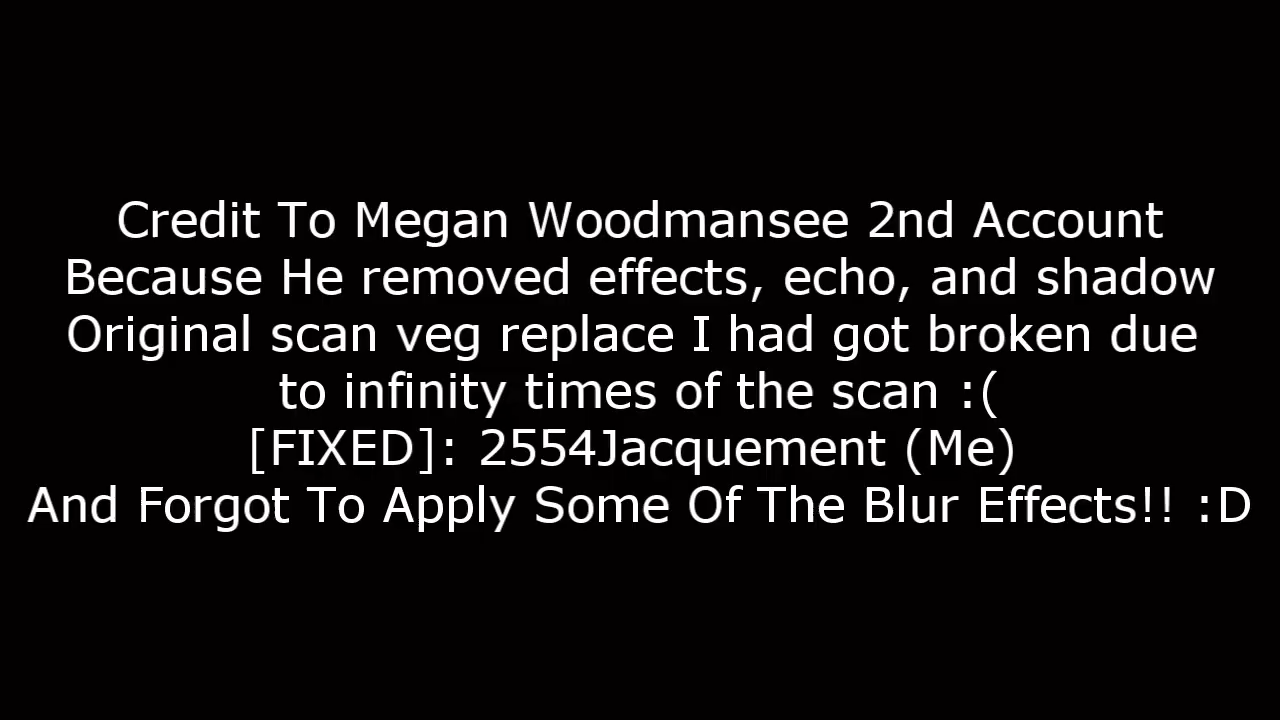 Credit To Megan Woodmansee 2nd Account
Because He removed effects, echo, and shadow
Original scan veg replace I had got broken due
to infinity times of the scan :(
[FIXED]: 2554Jacquement (Me)
And Forgot To Apply Some Of The Blur Effects!! :D